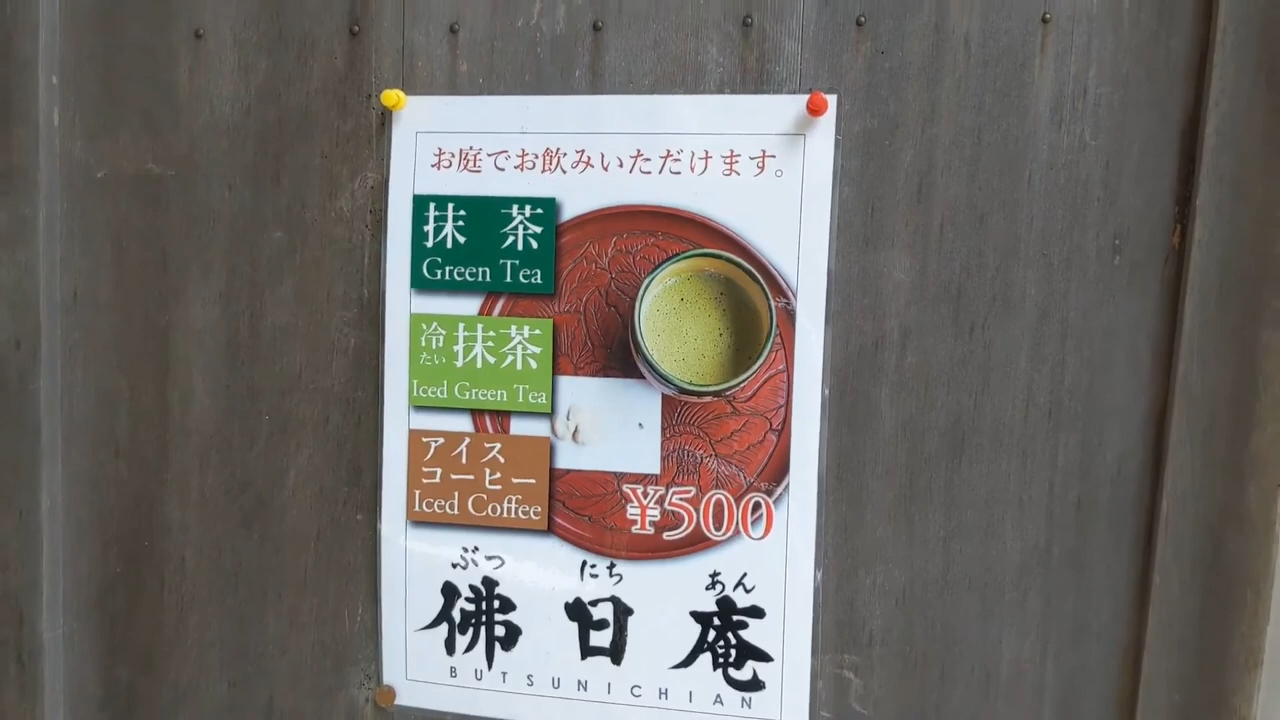 お庭でお飲みいただけます。
抹 茶
Green Tea
冷たい 抹茶
Iced Green Tea
アイス
コーヒー
Iced Coffee
¥500
ぶつ にち あん
佛 日 庵
BUTSUNICHIAN